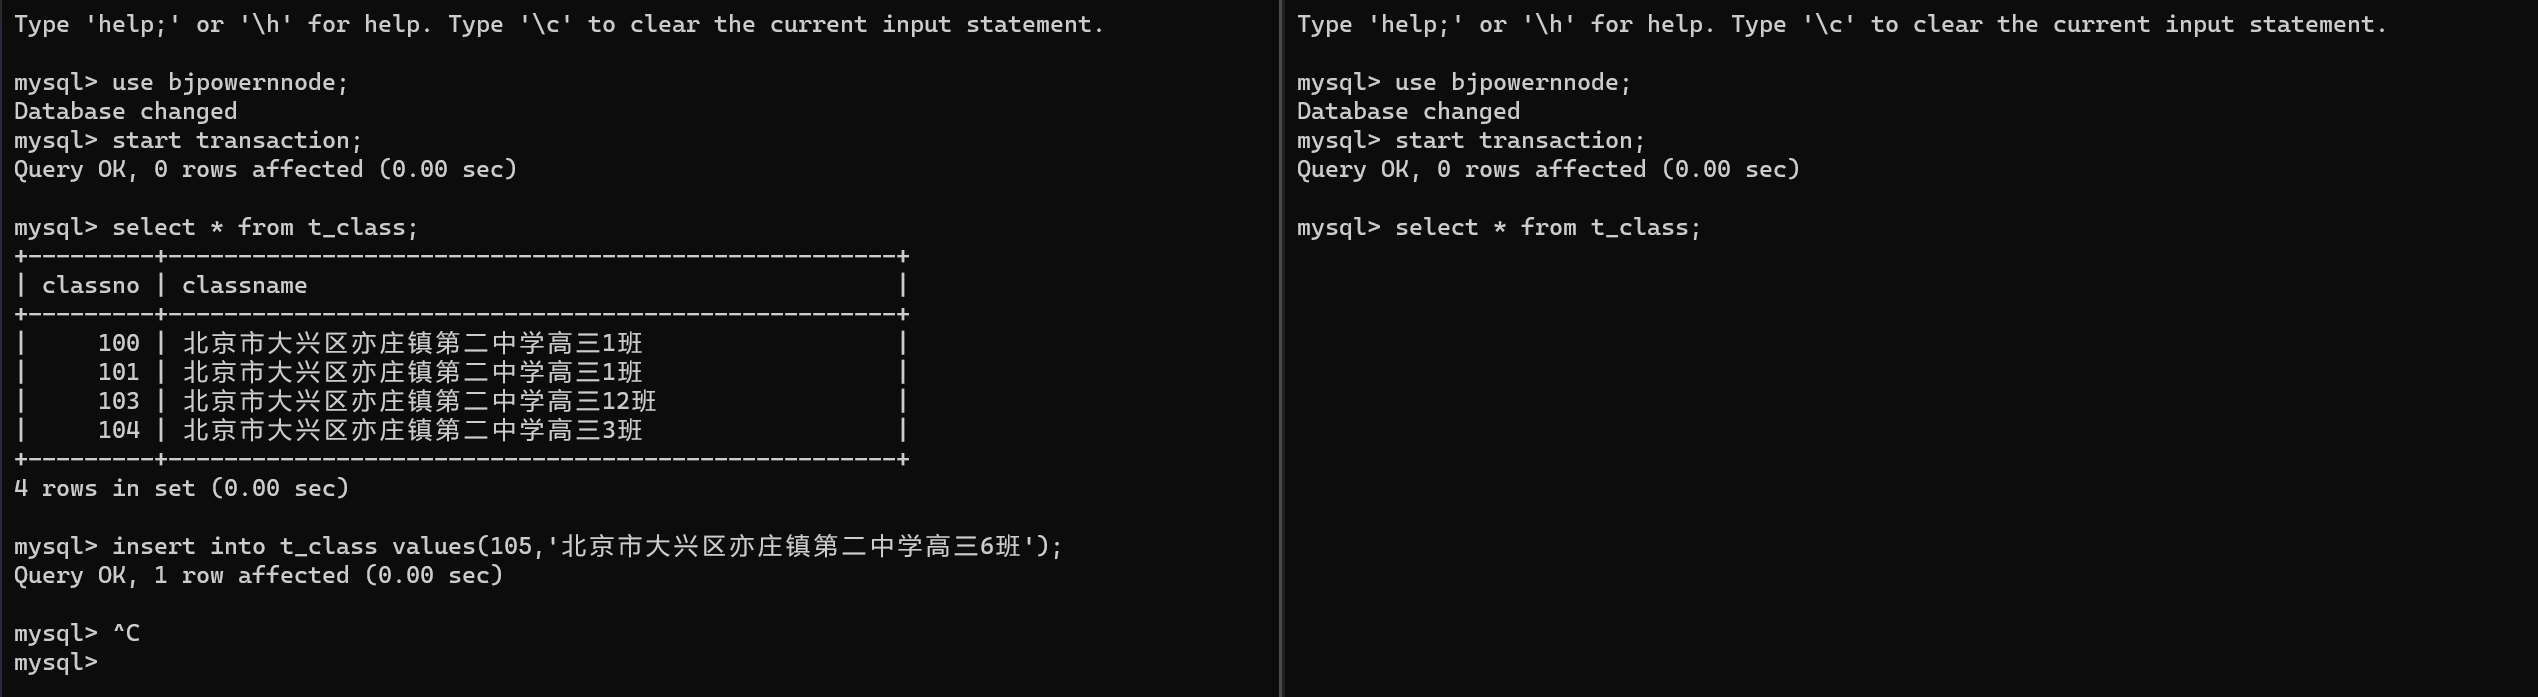 Type 'help;' or '\h' for help. Type '\c' to clear the current input statement.
mysql> use bjpowernnode;
Database changed
mysql> start transaction;
Query OK, 0 rows affected (0.00 sec)
mysql> select * from t_class;
+---------+----------------------------------------------------+
| classno | classname                                          |
+---------+----------------------------------------------------+
|     100 | 北京市大兴区亦庄镇第二中学高三1班                   |
|     101 | 北京市大兴区亦庄镇第二中学高三1班                   |
|     103 | 北京市大兴区亦庄镇第二中学高三12班                  |
|     104 | 北京市大兴区亦庄镇第二中学高三3班                   |
+---------+----------------------------------------------------+
4 rows in set (0.00 sec)
mysql> insert into t_class values(105,'北京市大兴区亦庄镇第二中学高三6班');
Query OK, 1 row affected (0.00 sec)
mysql> ^C
mysql>
Type 'help;' or '\h' for help. Type '\c' to clear the current input statement.
mysql> use bjpowernnode;
Database changed
mysql> start transaction;
Query OK, 0 rows affected (0.00 sec)
mysql> select * from t_class;